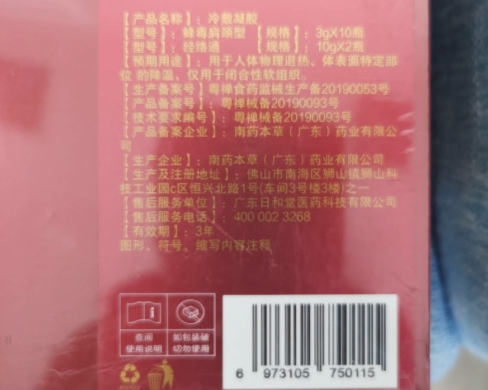 【产品名称】：冷敷凝胶
【型号】：蜂毒肩颈型 【规格】：3gX10瓶
【型号】：轻络通 【规格】：10gX2瓶
【预期用途】：用于人体物理退热、体表面特定部
位 的降温，仅用于闭合性软组织。
【生产备案号】粤禅食药监械生产备20190053号
【产品备案号】：粤禅械备20190093号
【技术要求编号】：粤禅械备20190093号
【产品备案企业】：南药本草（广东）药业有限公
司
【生产企业】：南药本草（广东）药业有限公司
【生产及注册地址】：佛山市南海区狮山镇狮山科
技工业园c区恒兴北路1号(车间3号楼3楼)之一
【售后服务单位】：广东日和堂医药科技有限公司
【售后服务电话】：400 002 3268
【有效期】：3年
图形、符号、缩写内容注释
查阅
使用说明
如包装破
切勿使用
6 973105 750115